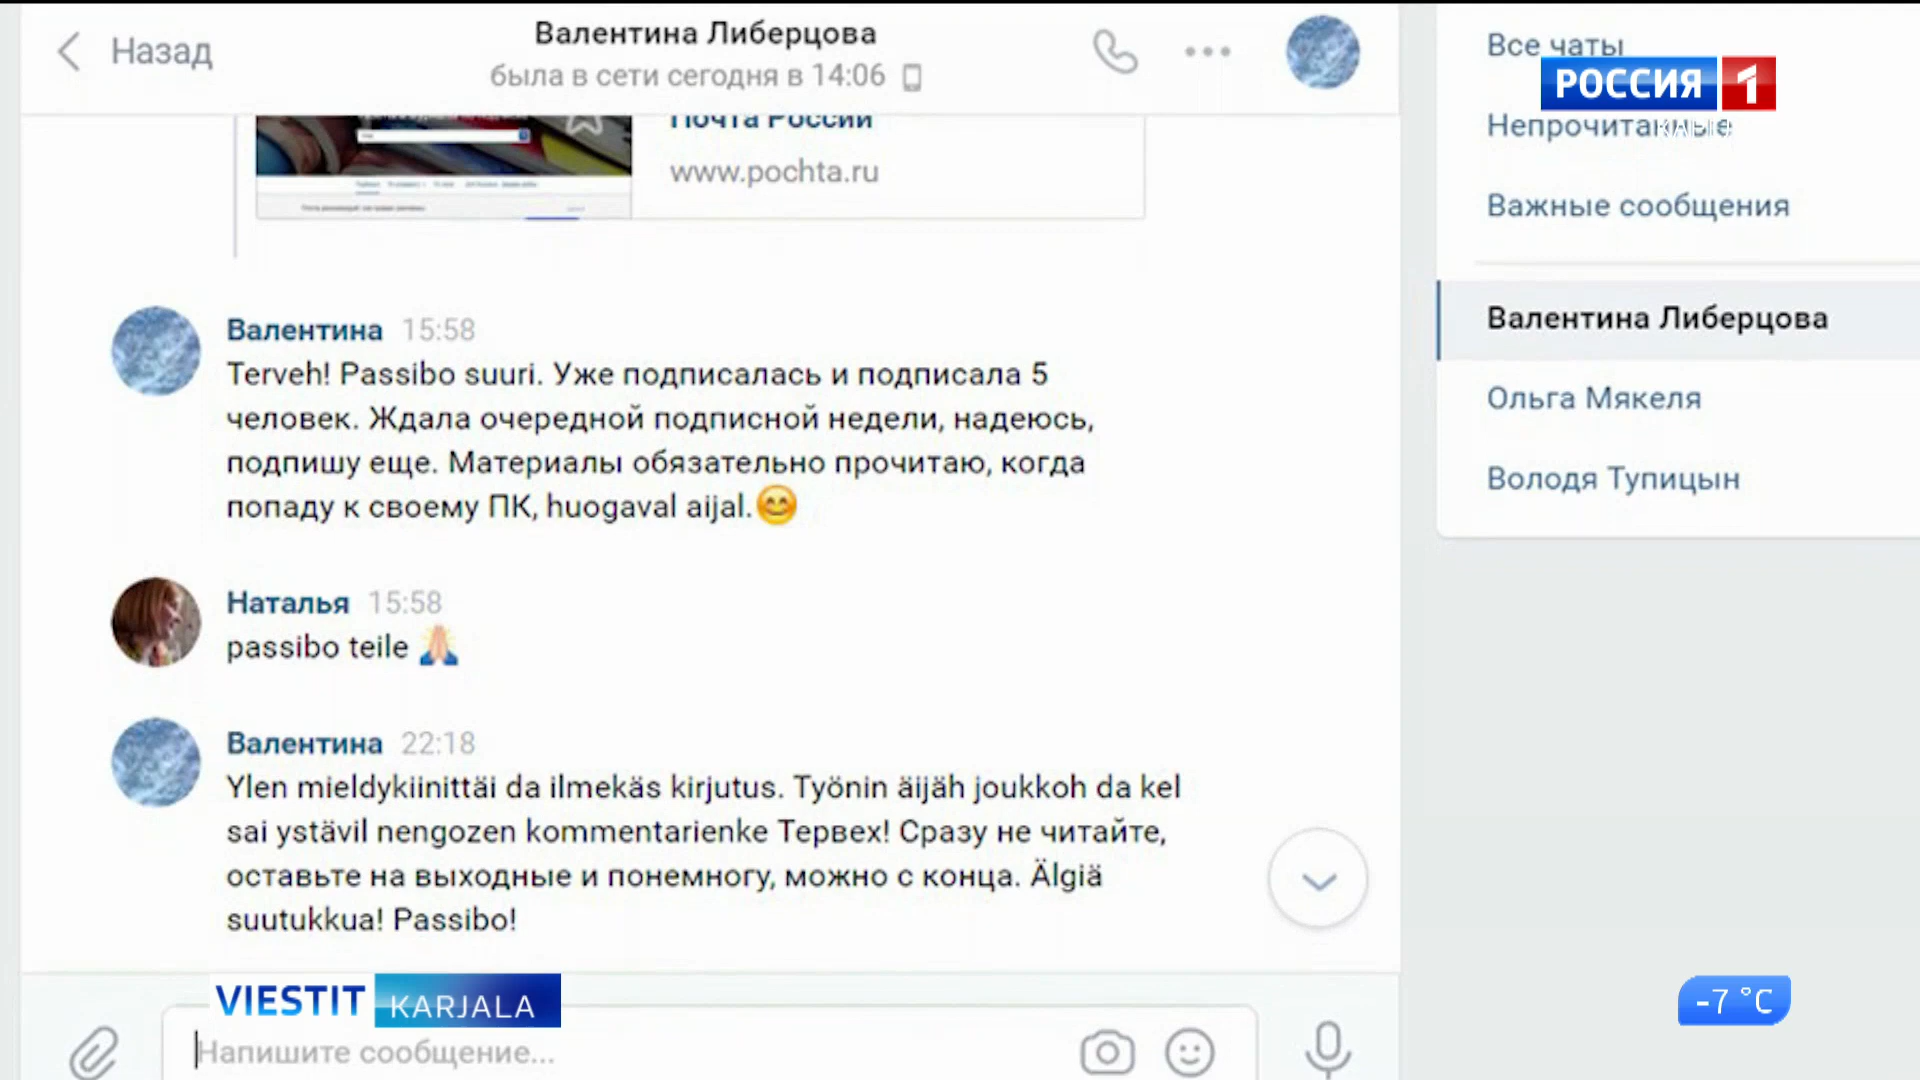 Назад
Валентина Либерцова
была в сети сегодня в 14:06
Почта России
www.pochta.ru
Валентина 15:58
Terveh! Passibo suuri. Уже подписалась и подписала 5
человек. Ждала очередной подписной недели, надеюсь,
подпишу еще. Материалы обязательно прочитаю, когда
попаду к своему ПК, huogaval aijal.😊
Наталья 15:58
passibo teile 🙏
Валентина 22:18
Ylen mieldykiinittäi da ilmekäs kirjutus. Työnin äijäh joukkoh da kel
sai ystävil nengozen kommentarienke Тервех! Сразу не читайте,
оставьте на выходные и понемногу, можно с конца. Älgiä
suutukkua! Passibo!
Напишите сообщение...
Все чаты
Непрочитанные
Важные сообщения
Валентина Либерцова
Ольга Мякеля
Володя Тупицын
РОССИЯ 1
VIESTIT KARJALA
-7 °C